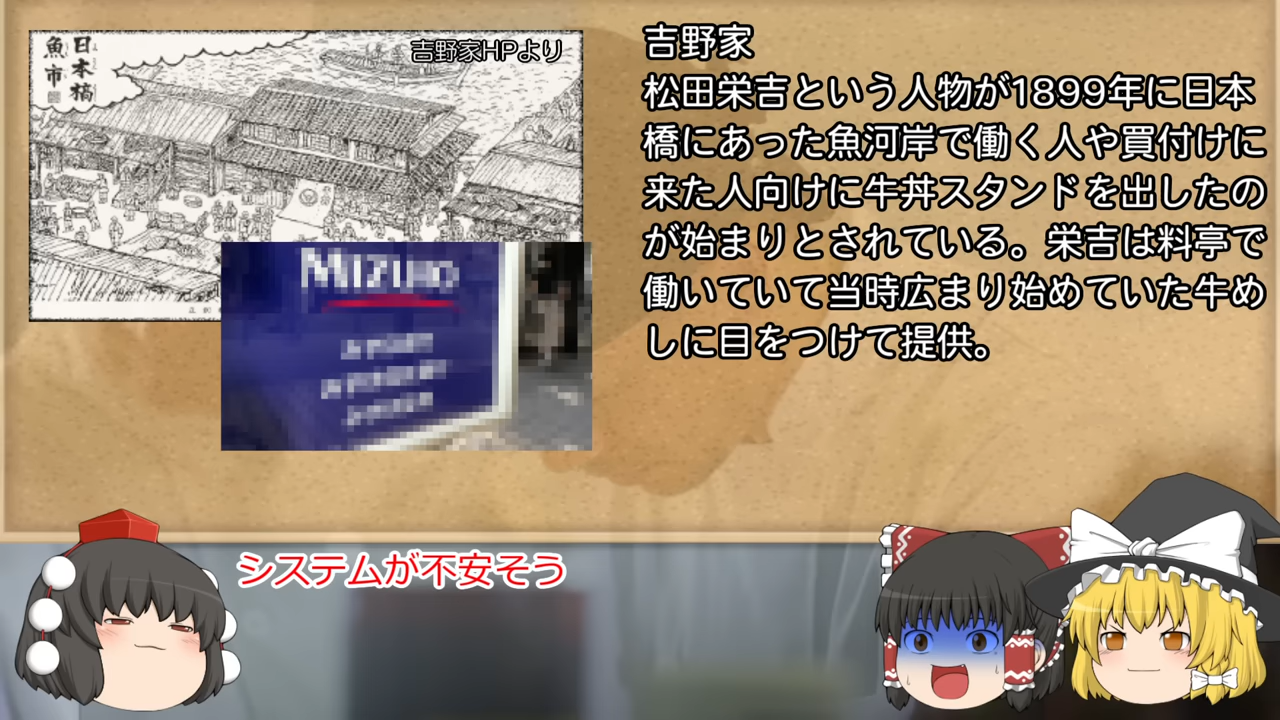 日本橋
魚市
吉野家HPより
吉野家
松田栄吉という人物が1899年に日本
橋にあった魚河岸で働く人や買付けに
来た人向けに牛丼スタンドを出したの
が始まりとされている。栄吉は料亭で
働いていて当時広まり始めていた牛め
しに目をつけて提供。
MIZUHO
システムが不安そう